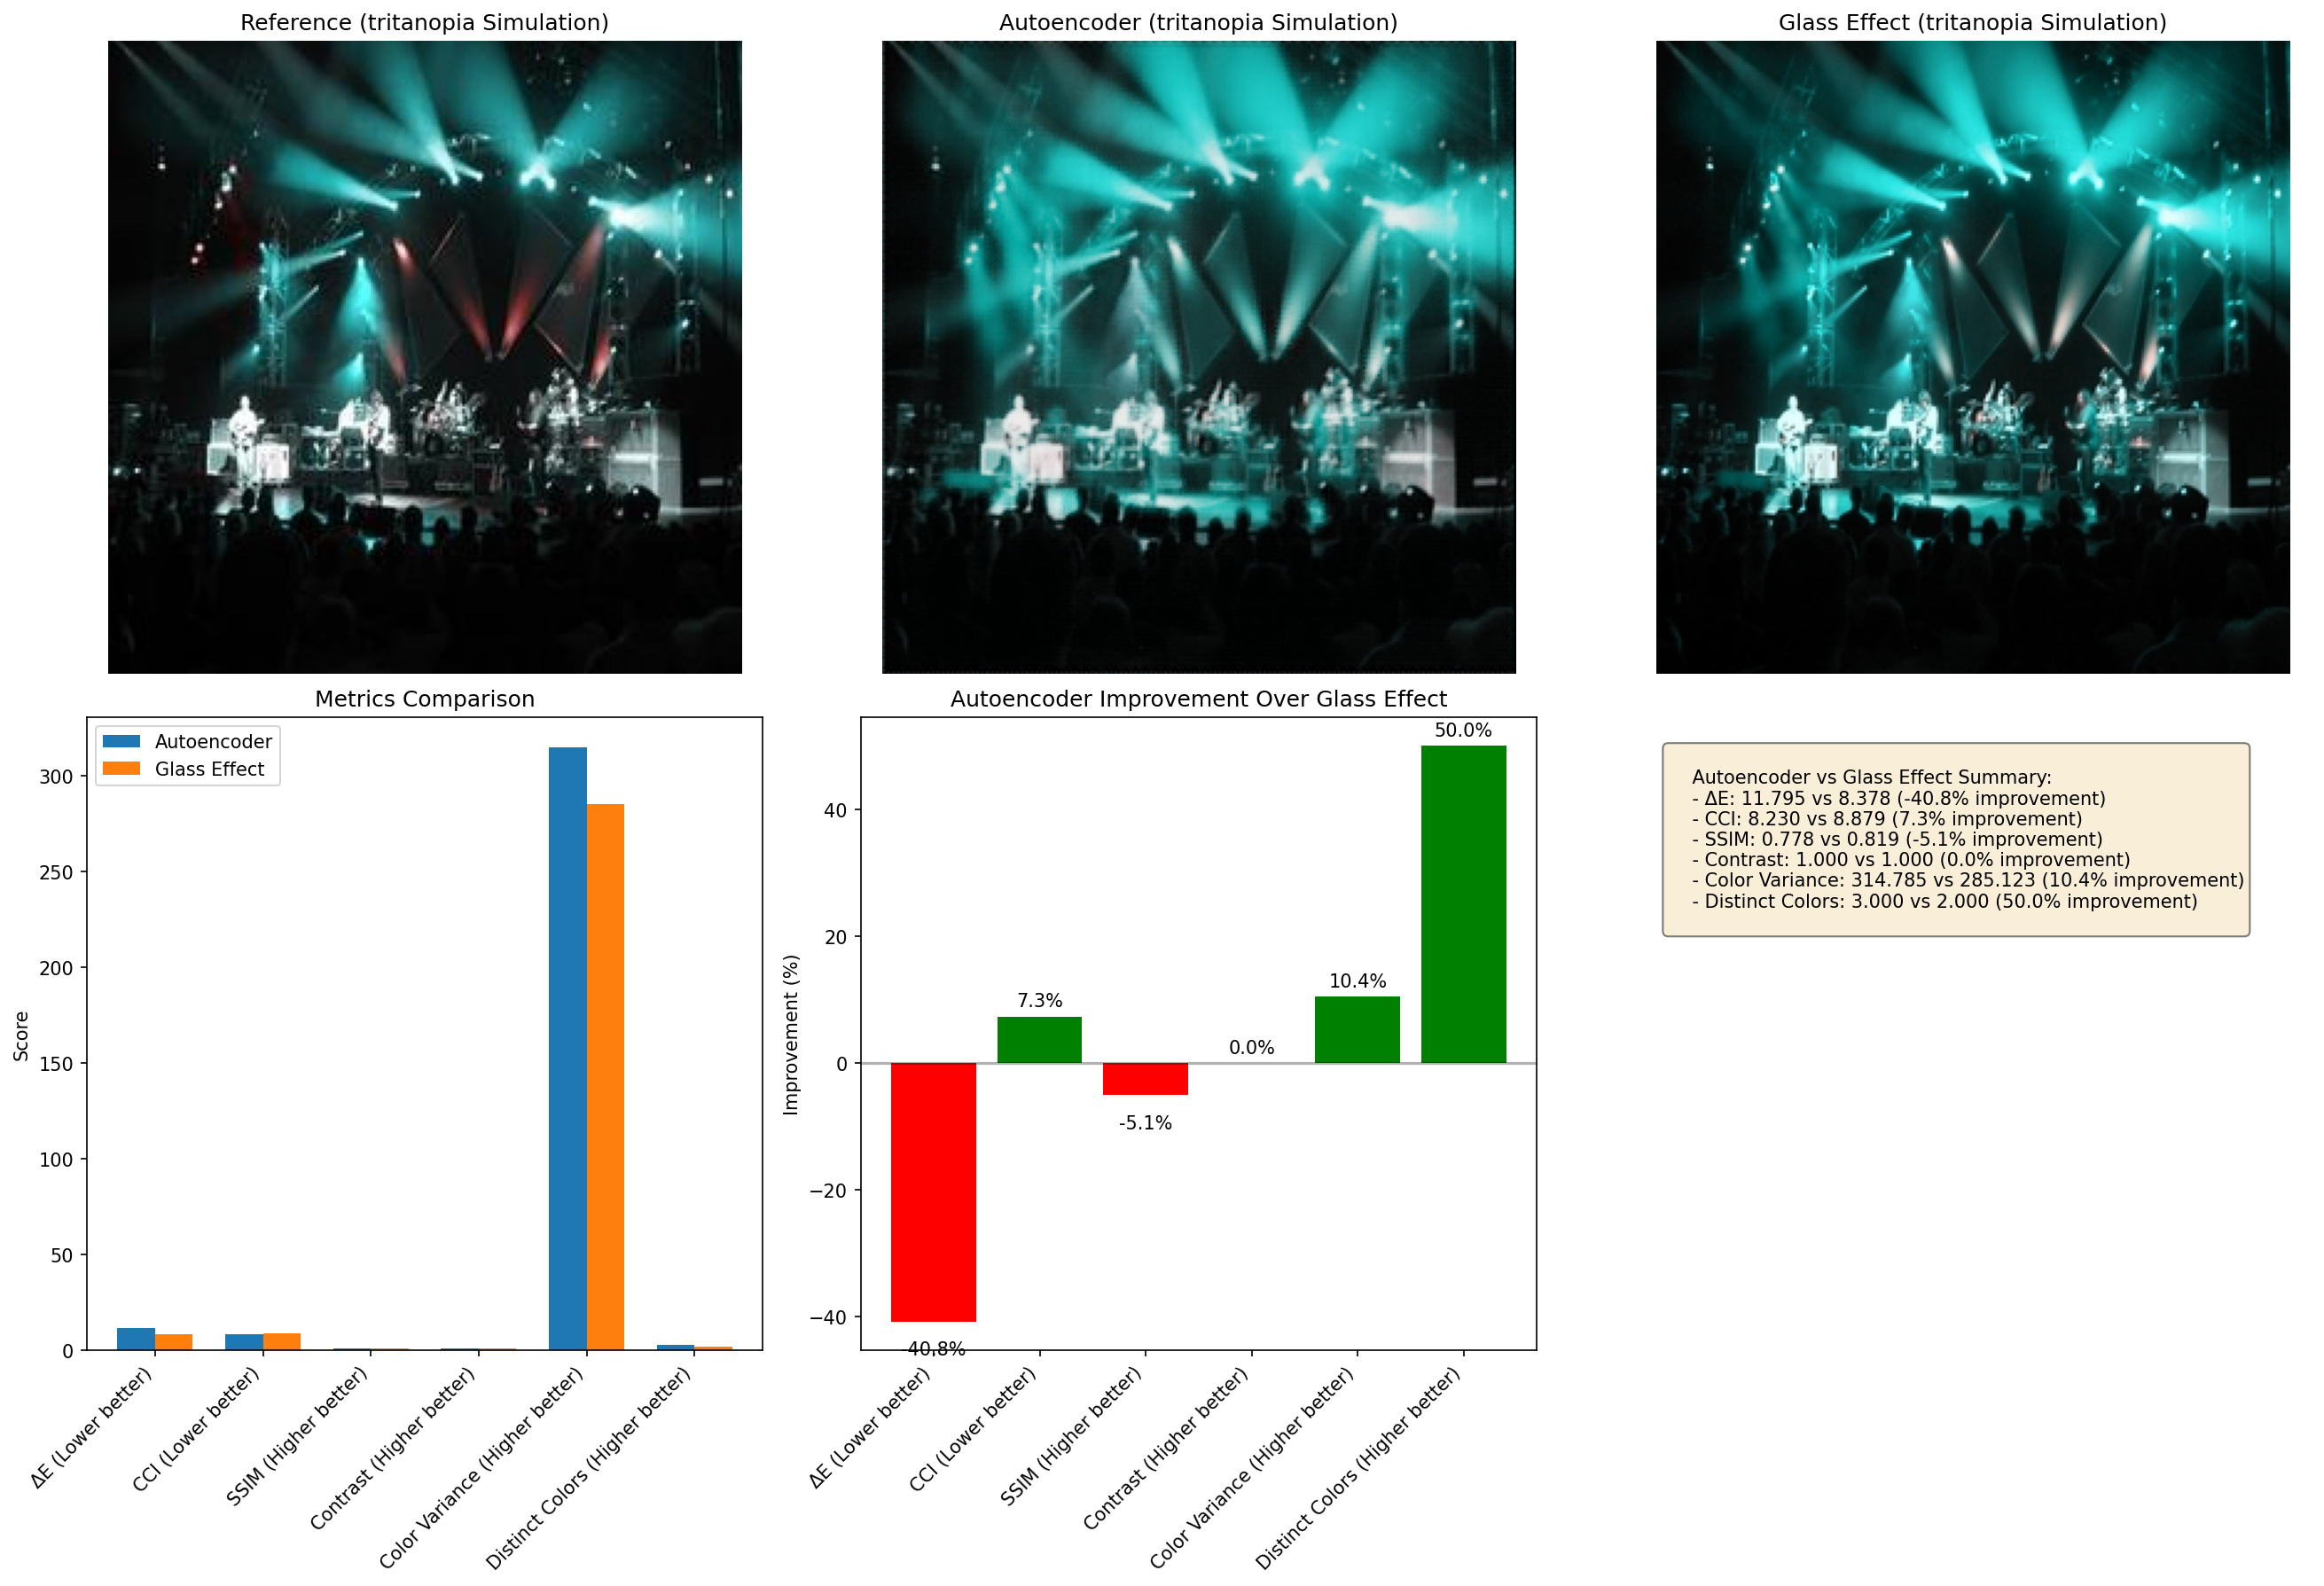 Reference (tritanopia Simulation)
Autoencoder (tritanopia Simulation)
Glass Effect (tritanopia Simulation)
Metrics Comparison
Autoencoder
Glass Effect
Score
300
250
200
150
100
50
0
ΔE (Lower better)
CCI (Lower better)
SSIM (Higher better)
Contrast (Higher better)
Color Variance (Higher better)
Distinct Colors (Higher better)
Autoencoder Improvement Over Glass Effect
Improvement (%)
40
20
0
−20
−40
-40.8%
7.3%
-5.1%
0.0%
10.4%
50.0%
ΔE (Lower better)
CCI (Lower better)
SSIM (Higher better)
Contrast (Higher better)
Color Variance (Higher better)
Distinct Colors (Higher better)
Autoencoder vs Glass Effect Summary:
- ΔE: 11.795 vs 8.378 (-40.8% improvement)
- CCI: 8.230 vs 8.879 (7.3% improvement)
- SSIM: 0.778 vs 0.819 (-5.1% improvement)
- Contrast: 1.000 vs 1.000 (0.0% improvement)
- Color Variance: 314.785 vs 285.123 (10.4% improvement)
- Distinct Colors: 3.000 vs 2.000 (50.0% improvement)